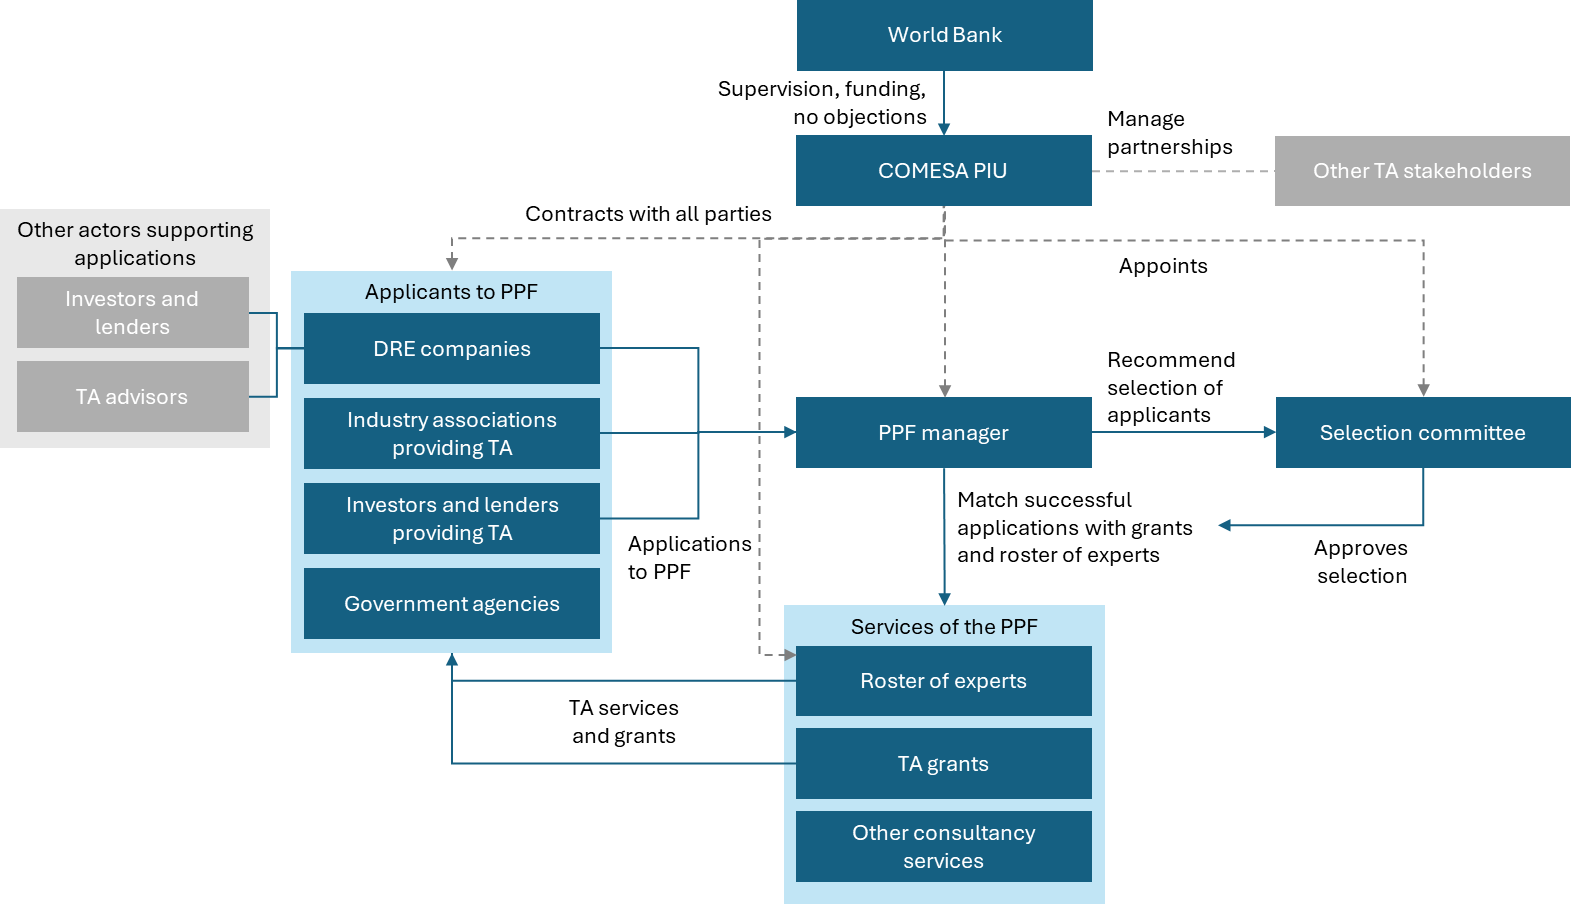 World Bank
Supervision, funding,
no objections
Manage
partnerships
COMESA PIU
Other TA stakeholders
Contracts with all parties
Other actors supporting
applications
Appoints
Investors and
lenders
TA advisors
Applicants to PPF
DRE companies
Industry associations
providing TA
Investors and lenders
providing TA
Government agencies
Applications
to PPF
PPF manager
Recommend
selection of
applicants
Selection committee
Match successful
applications with grants
and roster of experts
Approves
selection
Services of the PPF
Roster of experts
TA services
and grants
TA grants
Other consultancy
services